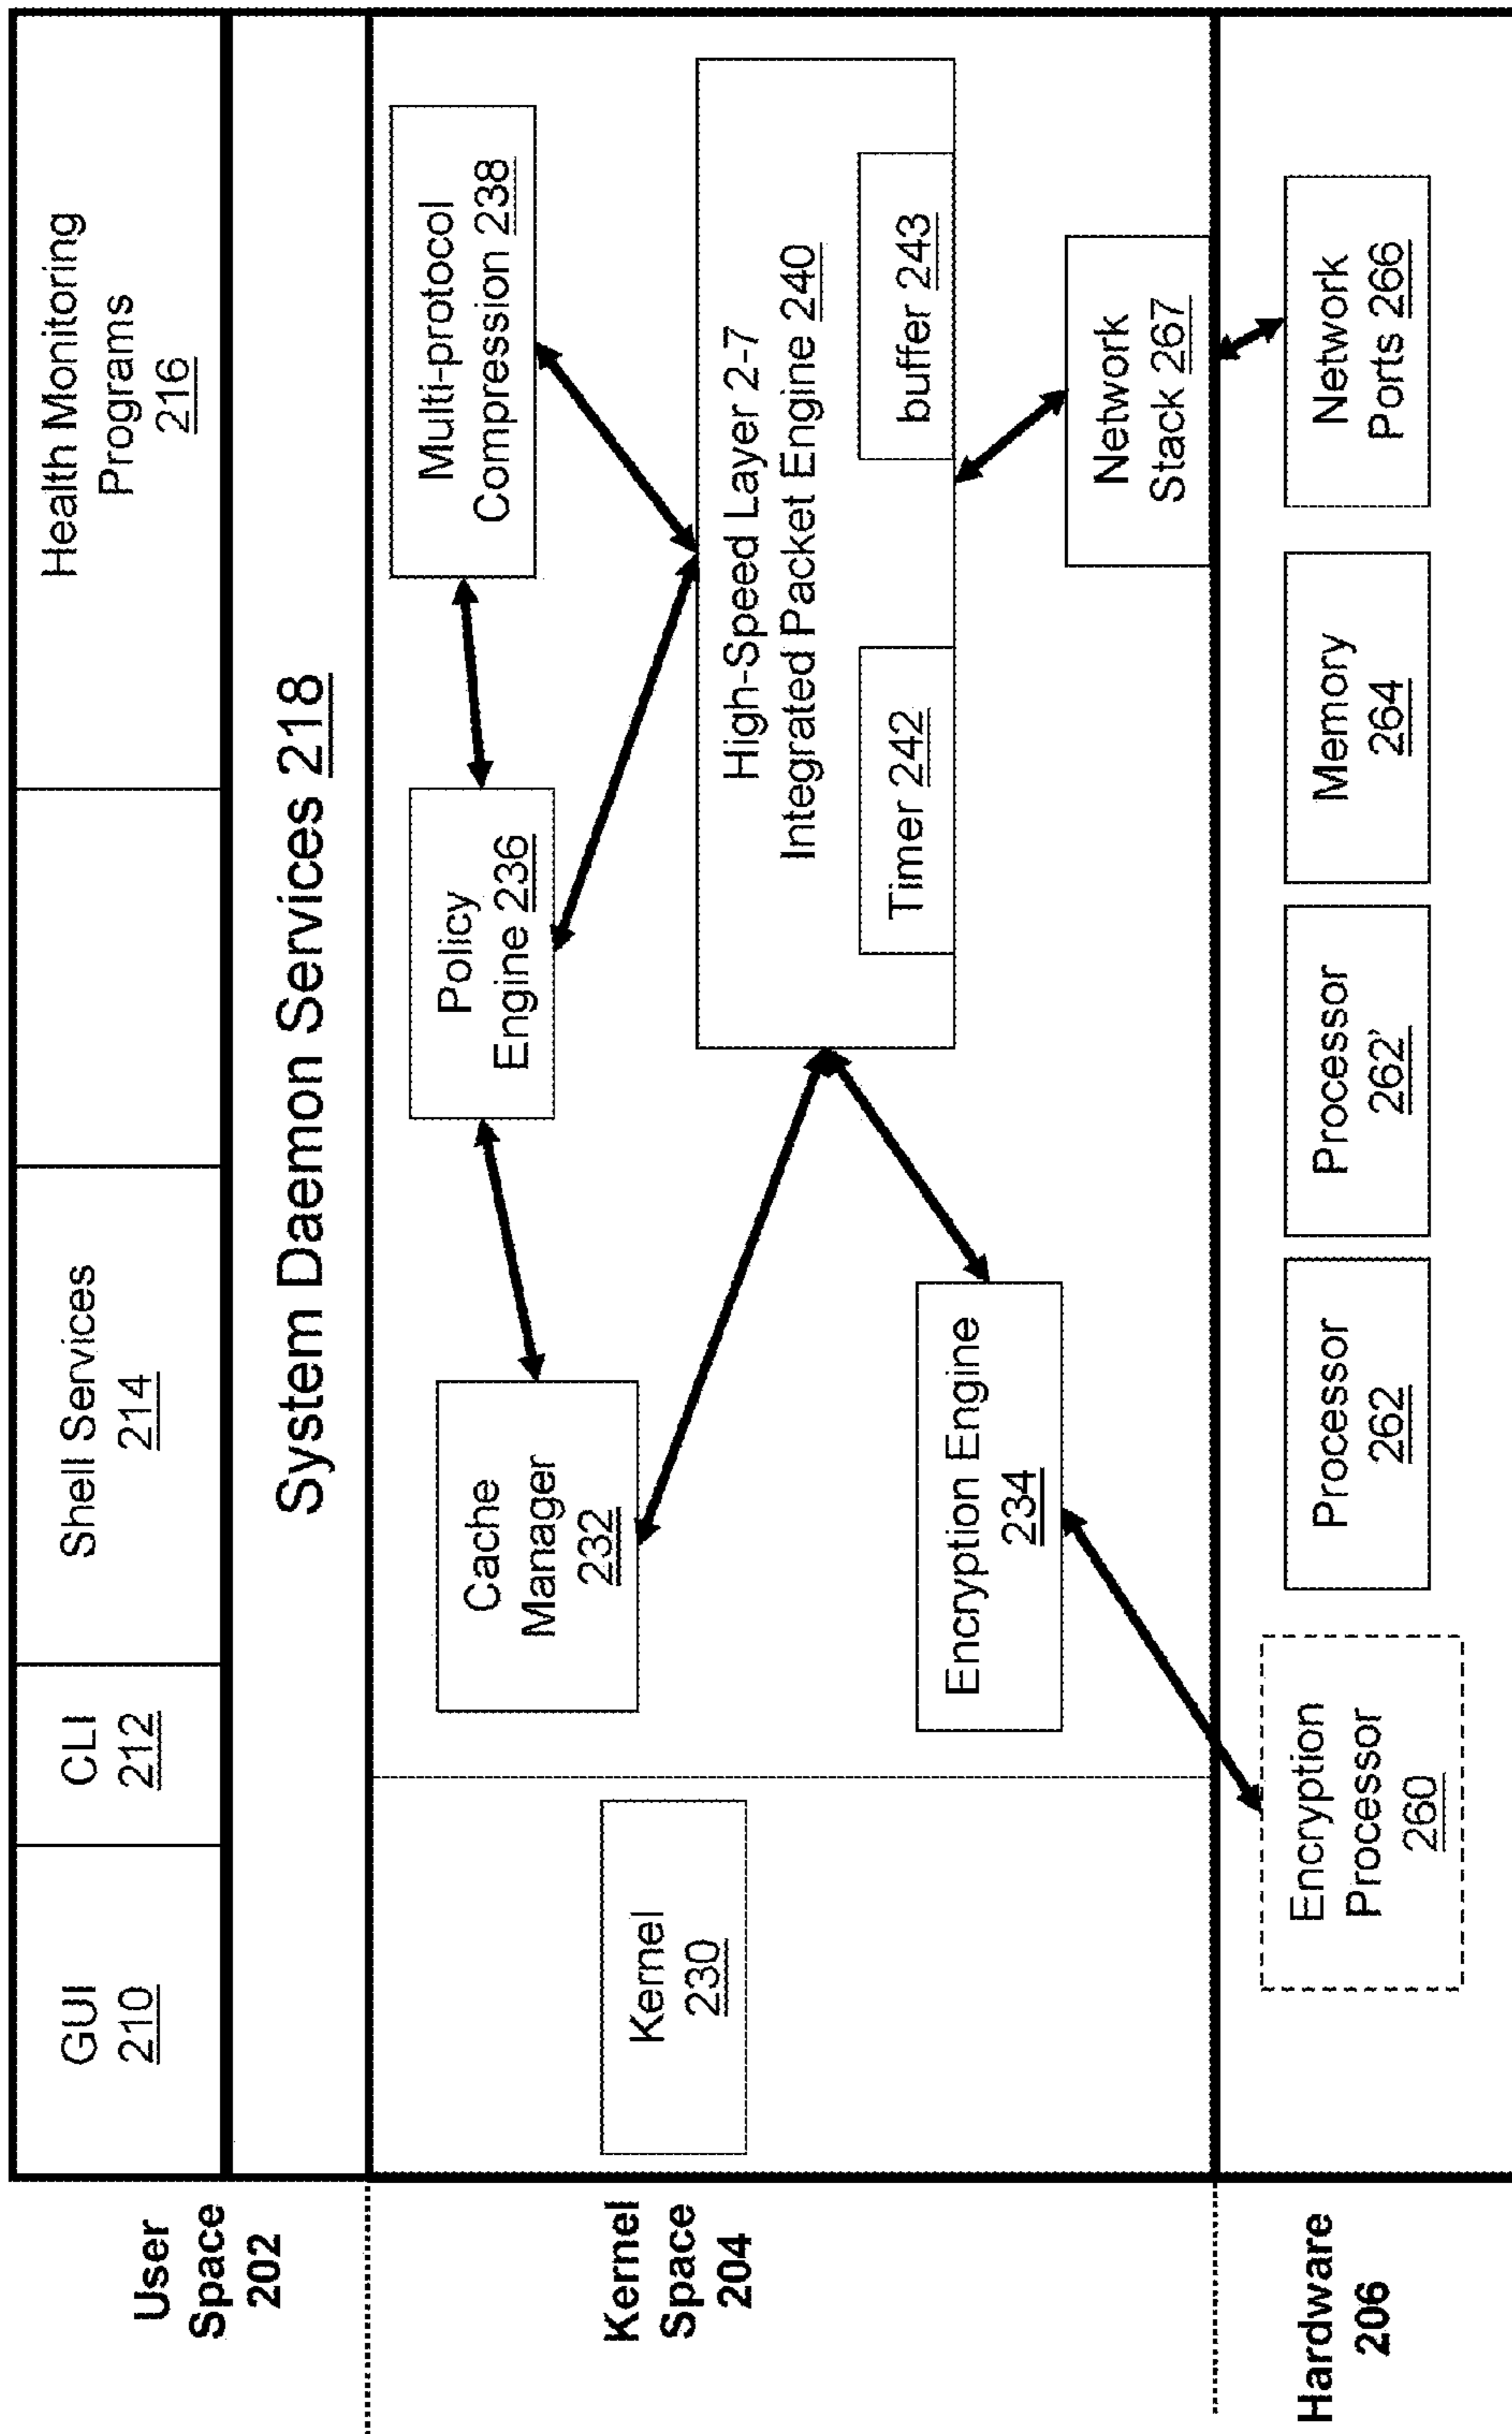 User
Space
202
GUI
210
CLI
212
Shell Services
214
Health Monitoring
Programs
216
System Daemon Services 218
Kernel
Space
204
Kernel
230
Cache
Manager
232
Policy
Engine 236
Multi-protocol
Compression 238
High-Speed Layer 2-7
Integrated Packet Engine 240
Timer 242
buffer 243
Encryption Engine
234
Network
Stack 267
Hardware
206
Encryption
Processor
260
Processor
262
Processor
262'
Memory
264
Network
Ports 266